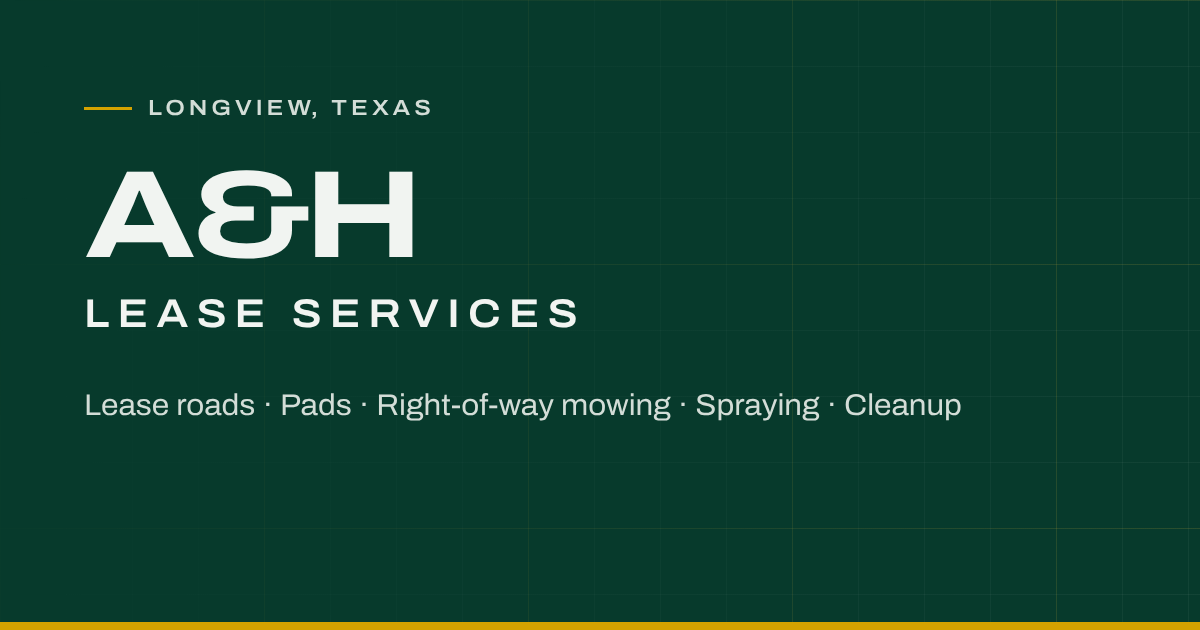 LONGVIEW, TEXAS
A&H
LEASE SERVICES
Lease roads · Pads · Right-of-way mowing · Spraying · Cleanup